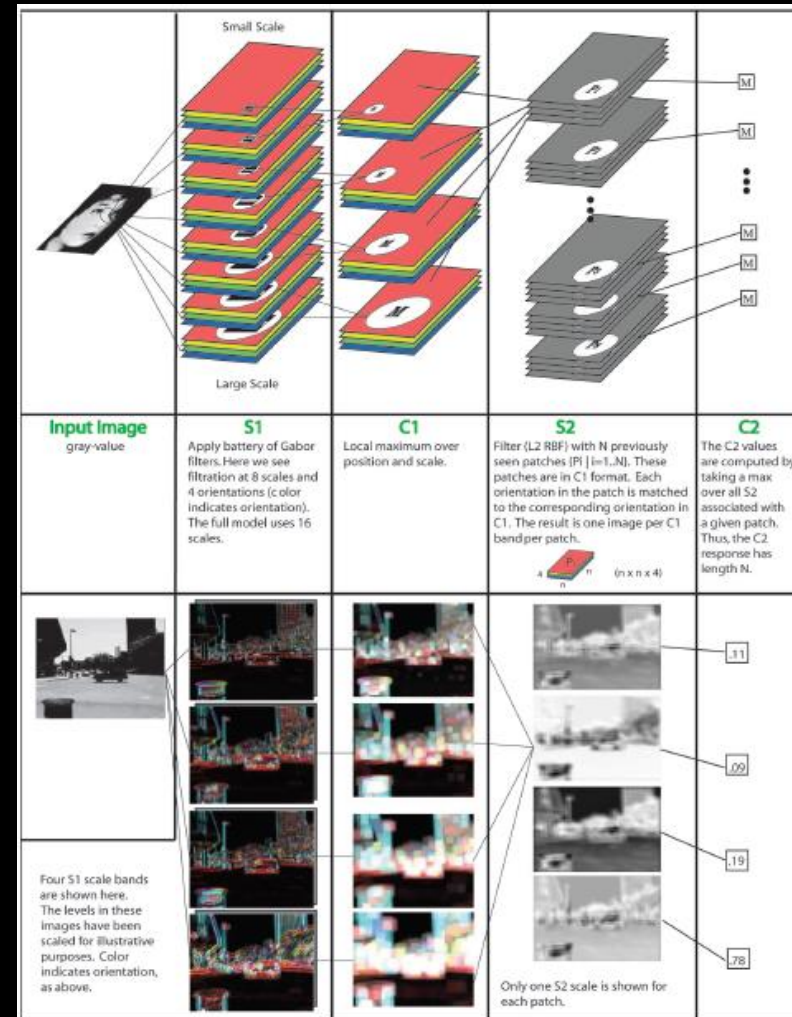 Small Scale
M
M
M
M
M
M
M
Large Scale
Input Image
gray-value
S1
Apply battery of Gabor
filters. Here we see
filtration at 8 scales and
4 orientations (color
indicates orientation).
The full model uses 16
scales.
C1
Local maximum over
position and scale.
S2
Filter (L2 RBF) with N previously
seen patches {Pi | i=1..N}. These
patches are in C1 format. Each
orientation in the patch is matched
to the corresponding orientation in
C1. The result is one image per C1
band per patch.
4 n n (n x n x 4)
C2
The C2 values
are computed by
taking a max
over all S2
associated with
a given patch.
Thus, the C2
response has
length N.
.11
.09
.19
.78
Four S1 scale bands
are shown here.
The levels in these
images have been
scaled for illustrative
purposes. Color
indicates orientation,
as above.
Only one S2 scale is shown for
each patch.